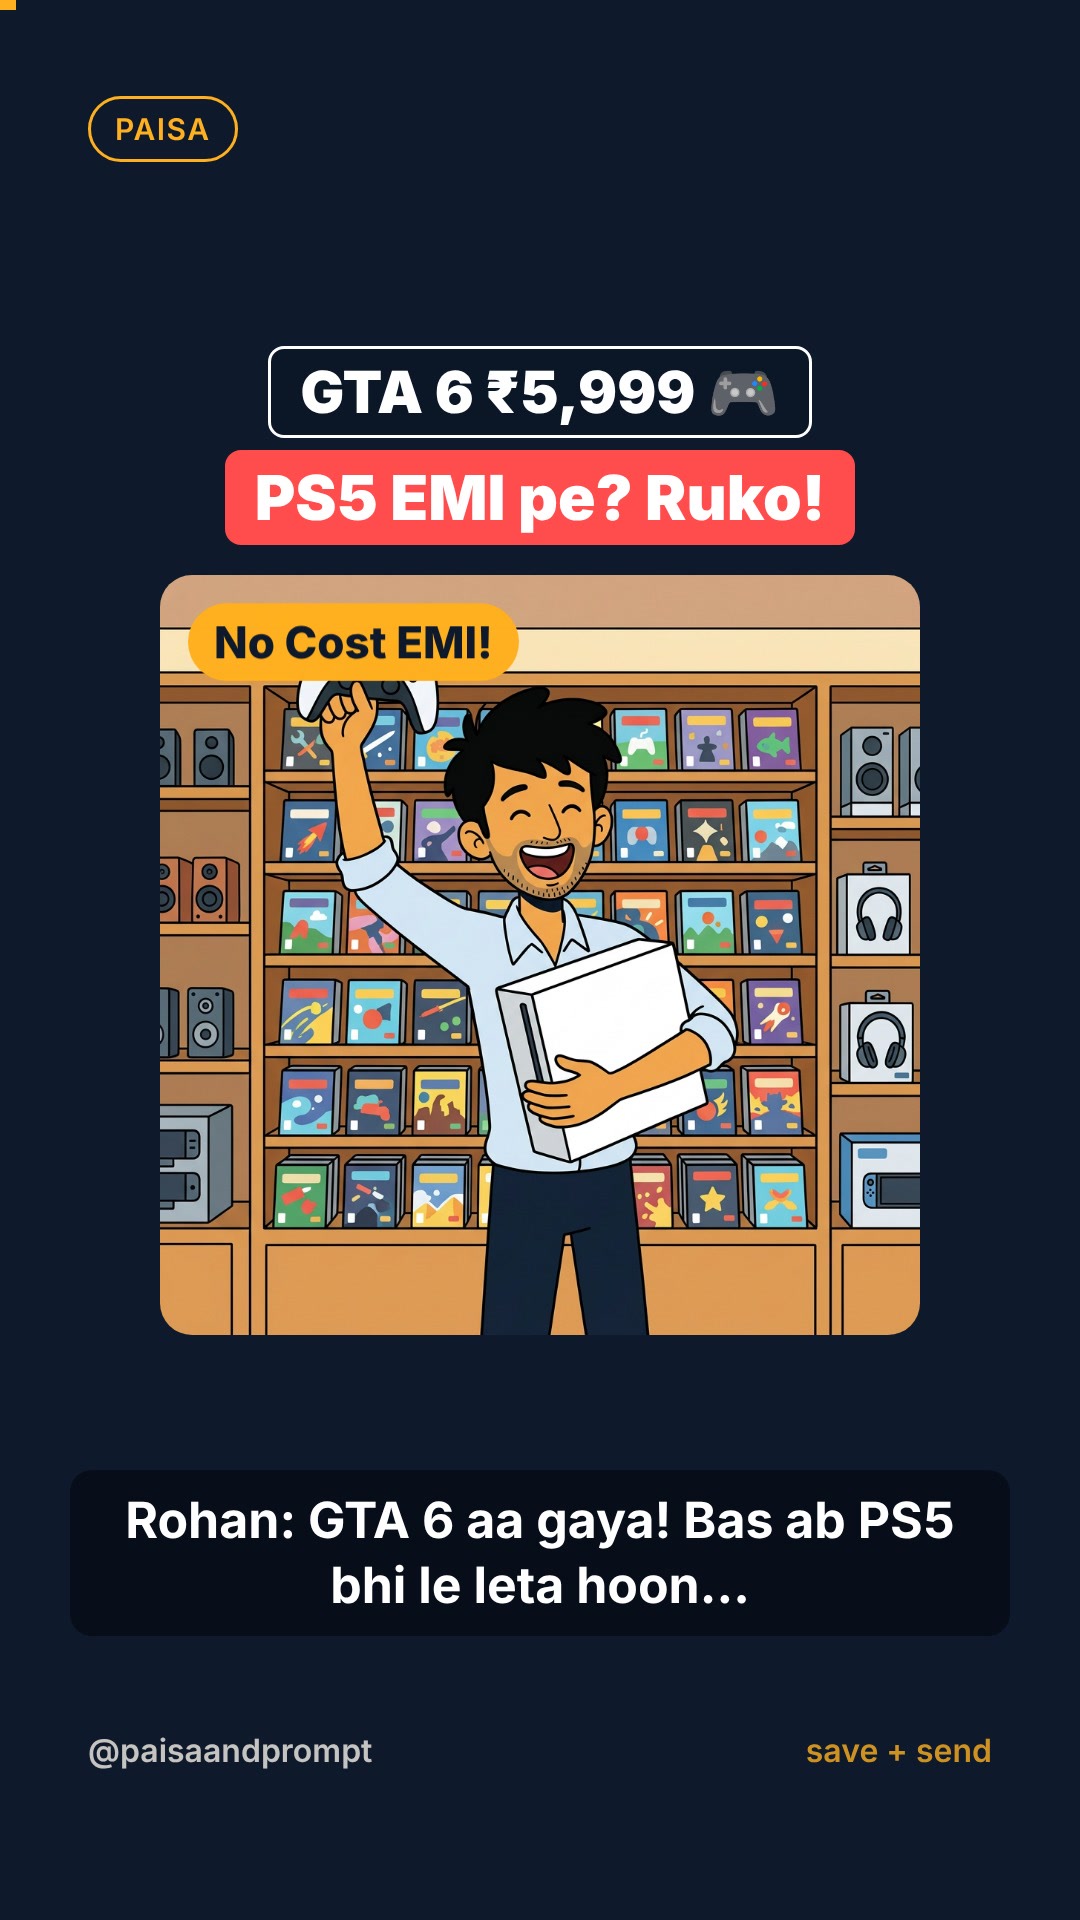 PAISA
GTA 6 ₹5,999 🎮
PS5 EMI pe? Ruko!
No Cost EMI!
Rohan: GTA 6 aa gaya! Bas ab PS5
bhi le leta hoon...
@paisaandprompt
save + send